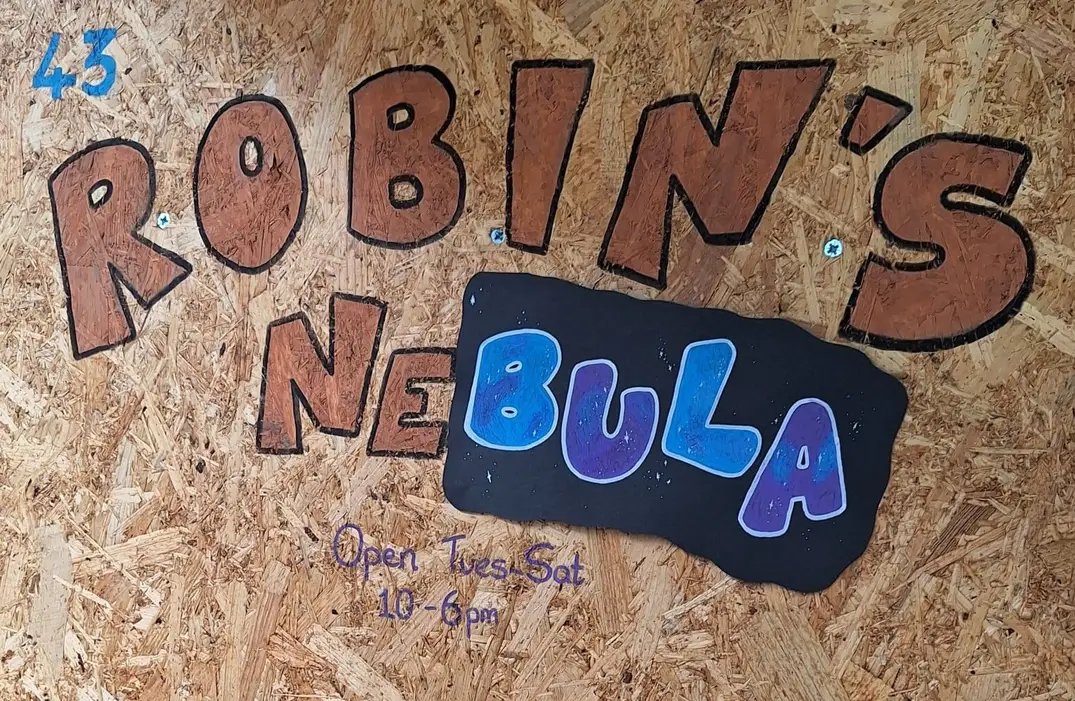 43
ROBIN'S
NEBULA
Open Tues-Sat
10-6pm